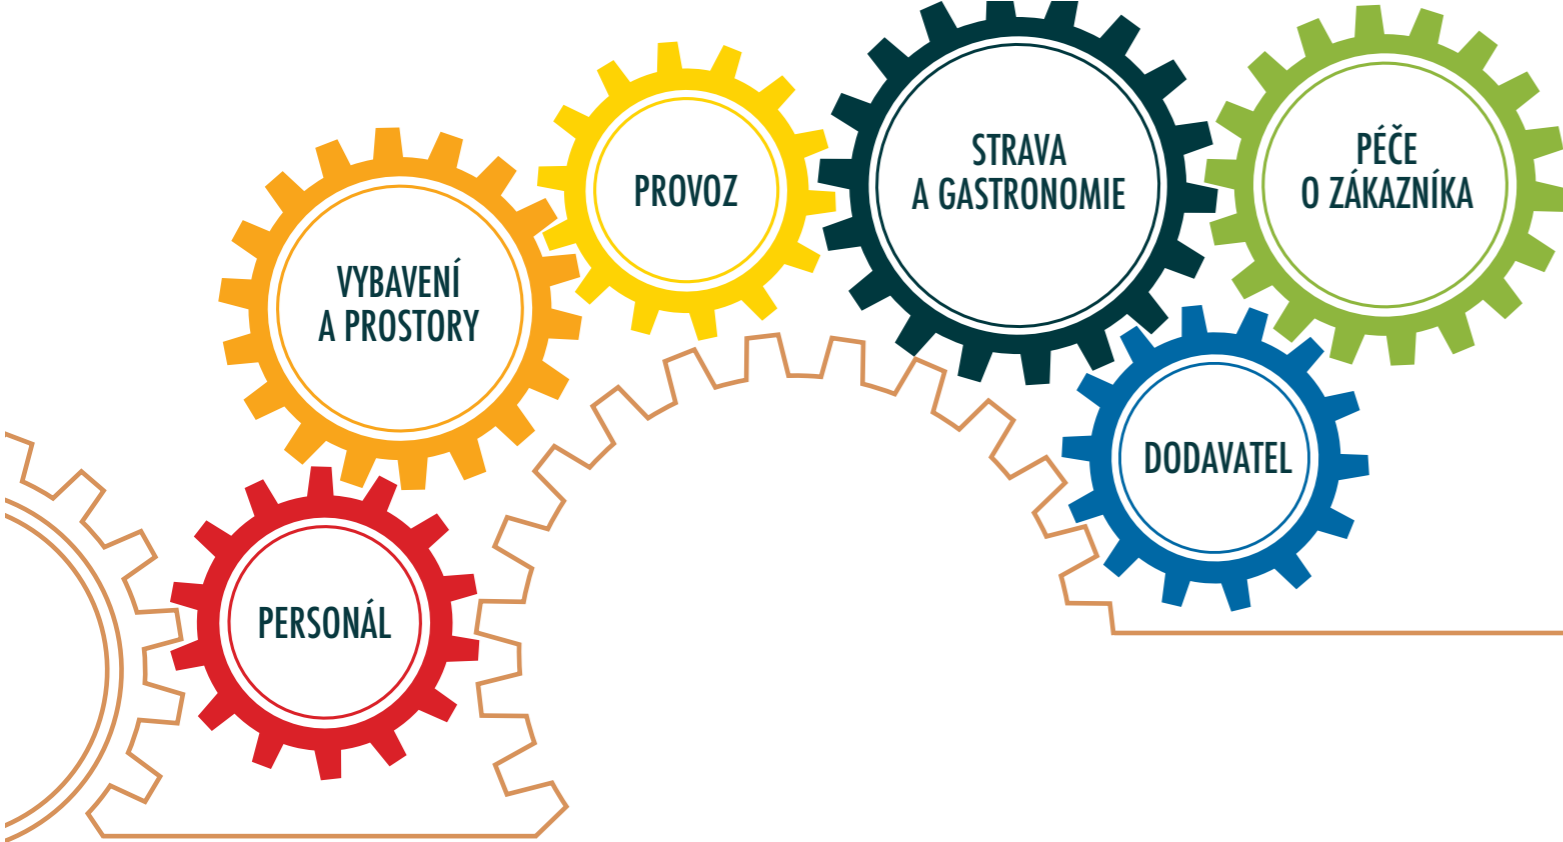 STRAVA
A GASTRONOMIE
PÉČE
O ZÁKAZNÍKA
PROVOZ
VYBAVENÍ
A PROSTORY
DODAVATEL
PERSONÁL